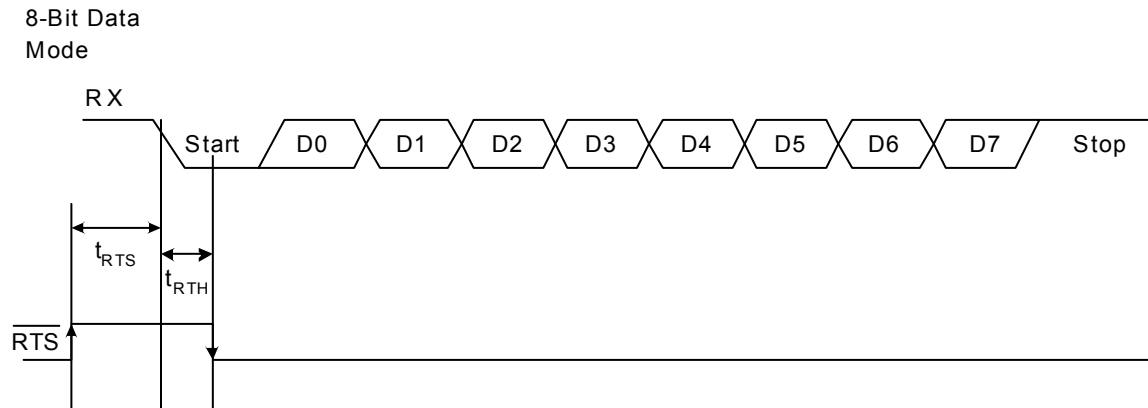 8-Bit Data
Mode
RX
Start D0 D1 D2 D3 D4 D5 D6 D7 Stop
tRTS
tRTH
RTS